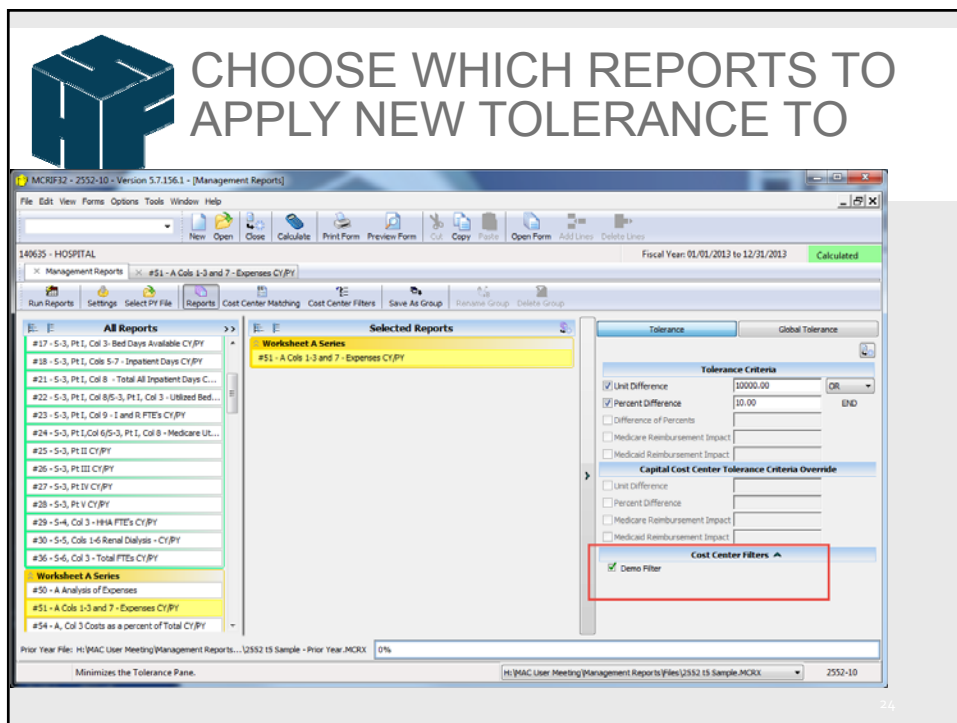 HFS
CHOOSE WHICH REPORTS TO
APPLY NEW TOLERANCE TO
MCRIF32 - 2552-10 - Version 5.7.156.1 - [Management Reports]
File Edit View Forms Options Tools Window Help
New Open Close Calculate Print Form Preview Form Cut Copy Paste Open Form Add Lines Delete Lines
140635 - HOSPITAL Fiscal Year: 01/01/2013 to 12/31/2013 Calculated
Management Reports #51 - A Cols 1-3 and 7 - Expenses CY/PY
Run Reports Settings Select PY File Reports Cost Center Matching Cost Center Filters Save As Group Rename Group Delete Group
All Reports >>
#17 - S-3, Pt I, Col 3- Bed Days Available CY/PY
#18 - S-3, Pt I, Cols 5-7 - Inpatient Days CY/PY
#21 - S-3, Pt I, Col 8 - Total All Inpatient Days C...
#22 - S-3, Pt I, Col 8/S-3, Pt I, Col 3 - Utilized Bed...
#23 - S-3, Pt I, Col 9 - I and R FTE's CY/PY
#24 - S-3, Pt I,Col 6/S-3, Pt I, Col 8 - Medicare Ut...
#25 - S-3, Pt II CY/PY
#26 - S-3, Pt III CY/PY
#27 - S-3, Pt IV CY/PY
#28 - S-3, Pt V CY/PY
#29 - S-4, Col 3 - HHA FTE's CY/PY
#30 - S-5, Cols 1-6 Renal Dialysis - CY/PY
#36 - S-6, Col 3 - Total FTEs CY/PY
Worksheet A Series
#50 - A Analysis of Expenses
#51 - A Cols 1-3 and 7 - Expenses CY/PY
#54 - A, Col 3 Costs as a percent of Total CY/PY
Selected Reports
Worksheet A Series
#51 - A Cols 1-3 and 7 - Expenses CY/PY
Tolerance Global Tolerance
Tolerance Criteria
Unit Difference 10000.00 OR
Percent Difference 10.00 END
Difference of Percents
Medicare Reimbursement Impact
Medicaid Reimbursement Impact
Capital Cost Center Tolerance Criteria Override
Unit Difference
Percent Difference
Medicare Reimbursement Impact
Medicaid Reimbursement Impact
Cost Center Filters
Demo Filter
Prior Year File: H:\MAC User Meeting\Management Reports...\2552 t5 Sample - Prior Year.MCRX 0%
Minimizes the Tolerance Pane. H:\MAC User Meeting\Management Reports\Files\2552 t5 Sample.MCRX 2552-10
24